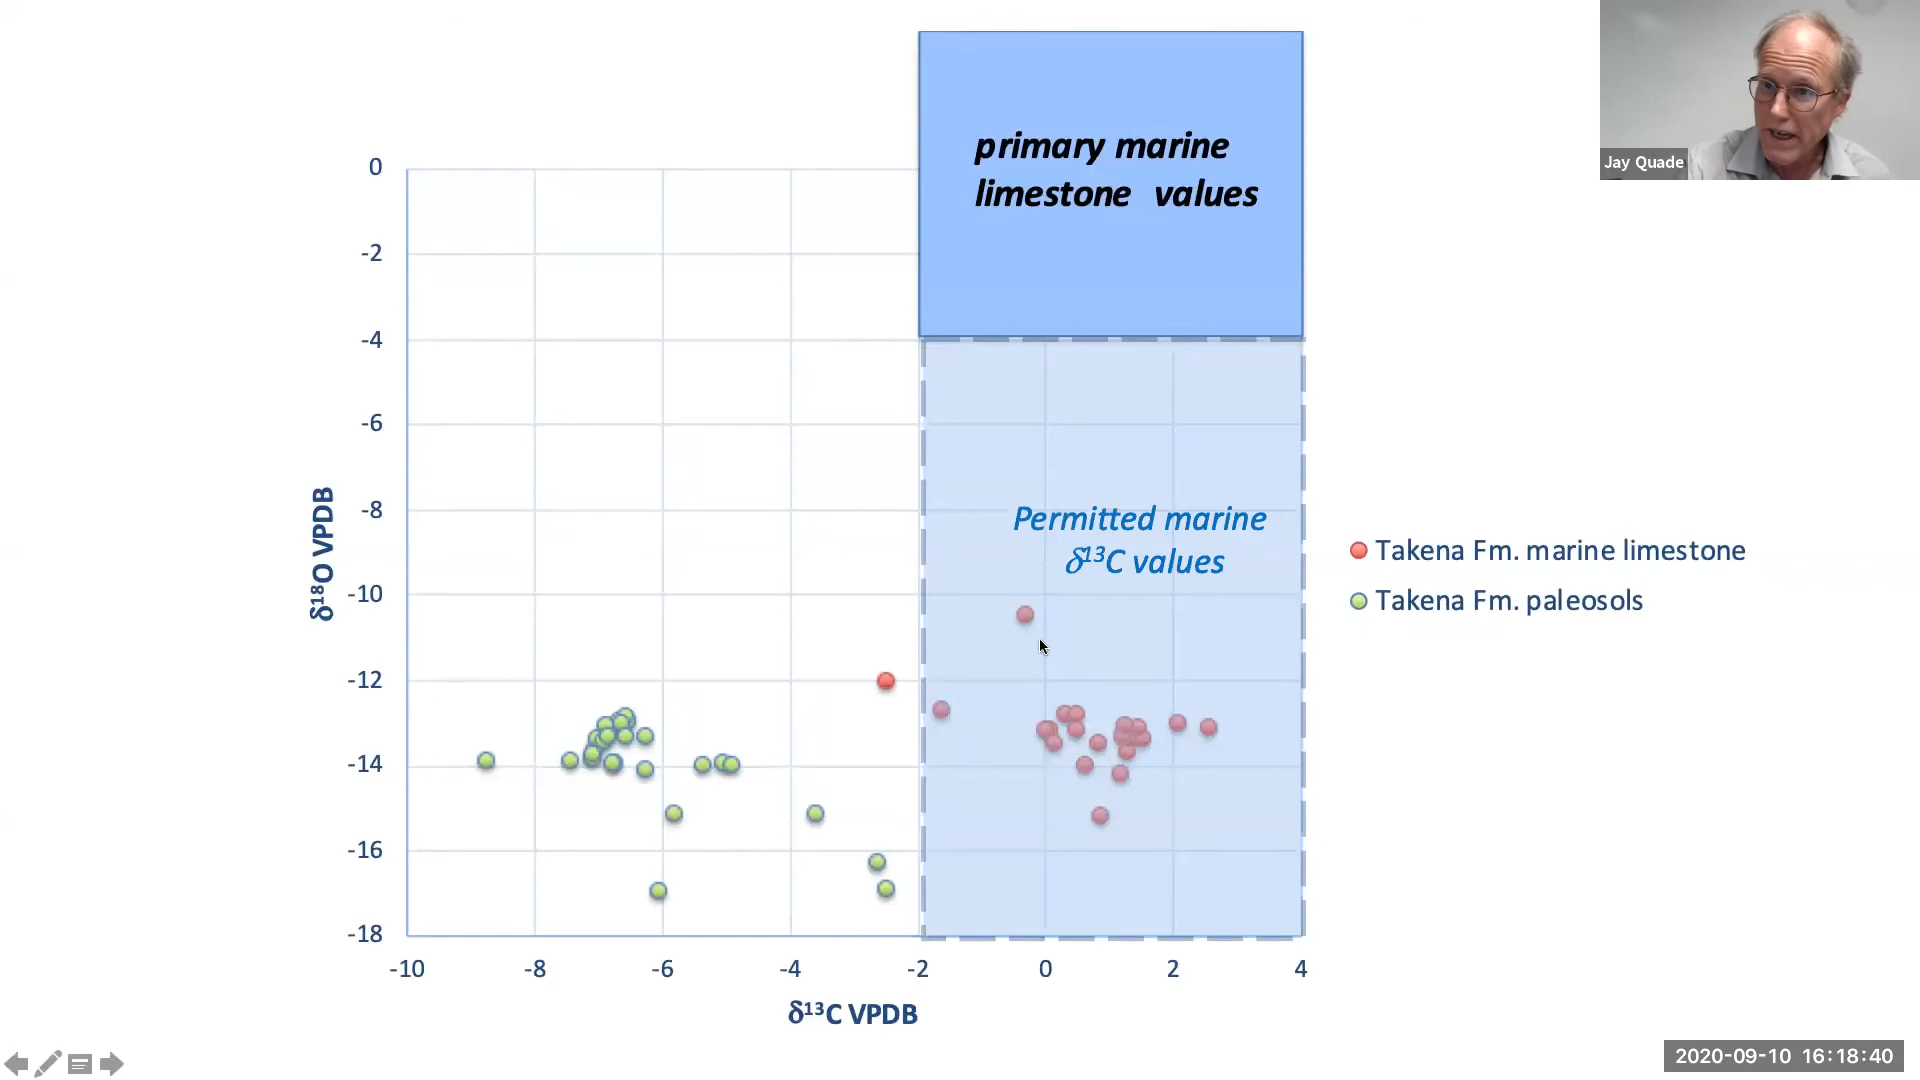 Jay Quade
primary marine
limestone values
0
-2
-4
-6
-8
-10
-12
-14
-16
-18
δ18O VPDB
Permitted marine
δ13C values
Takena Fm. marine limestone
Takena Fm. paleosols
-10 -8 -6 -4 -2 0 2 4
δ13C VPDB
2020-09-10 16:18:40